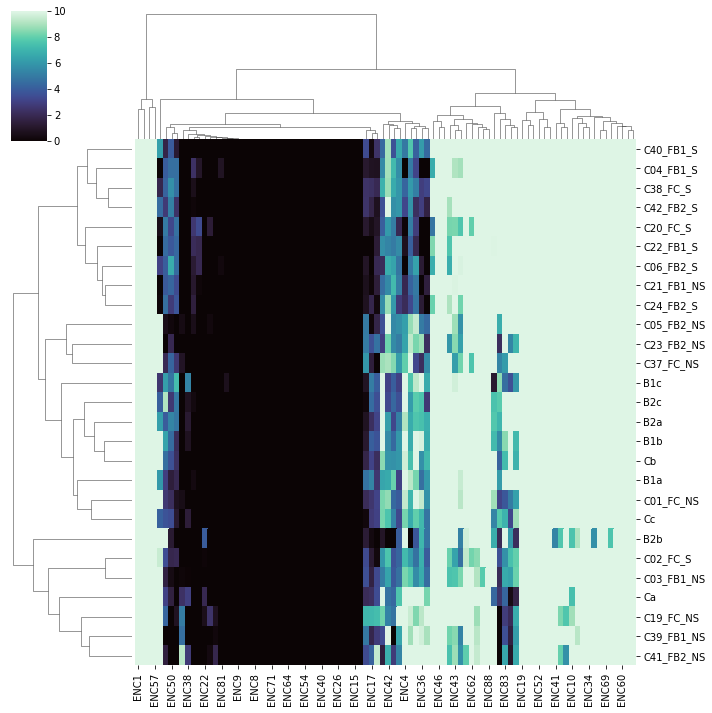 10
8
6
4
2
0
C40_FB1_S
C04_FB1_S
C38_FC_S
C42_FB2_S
C20_FC_S
C22_FB1_S
C06_FB2_S
C21_FB1_NS
C24_FB2_S
C05_FB2_NS
C23_FB2_NS
C37_FC_NS
B1c
B2c
B2a
B1b
Cb
B1a
C01_FC_NS
Cc
B2b
C02_FC_S
C03_FB1_NS
Ca
C19_FC_NS
C39_FB1_NS
C41_FB2_NS
ENC1
ENC57
ENC50
ENC38
ENC22
ENC81
ENC9
ENC8
ENC71
ENC64
ENC54
ENC40
ENC26
ENC15
ENC17
ENC42
ENC4
ENC36
ENC46
ENC43
ENC62
ENC88
ENC83
ENC19
ENC52
ENC41
ENC10
ENC34
ENC69
ENC60